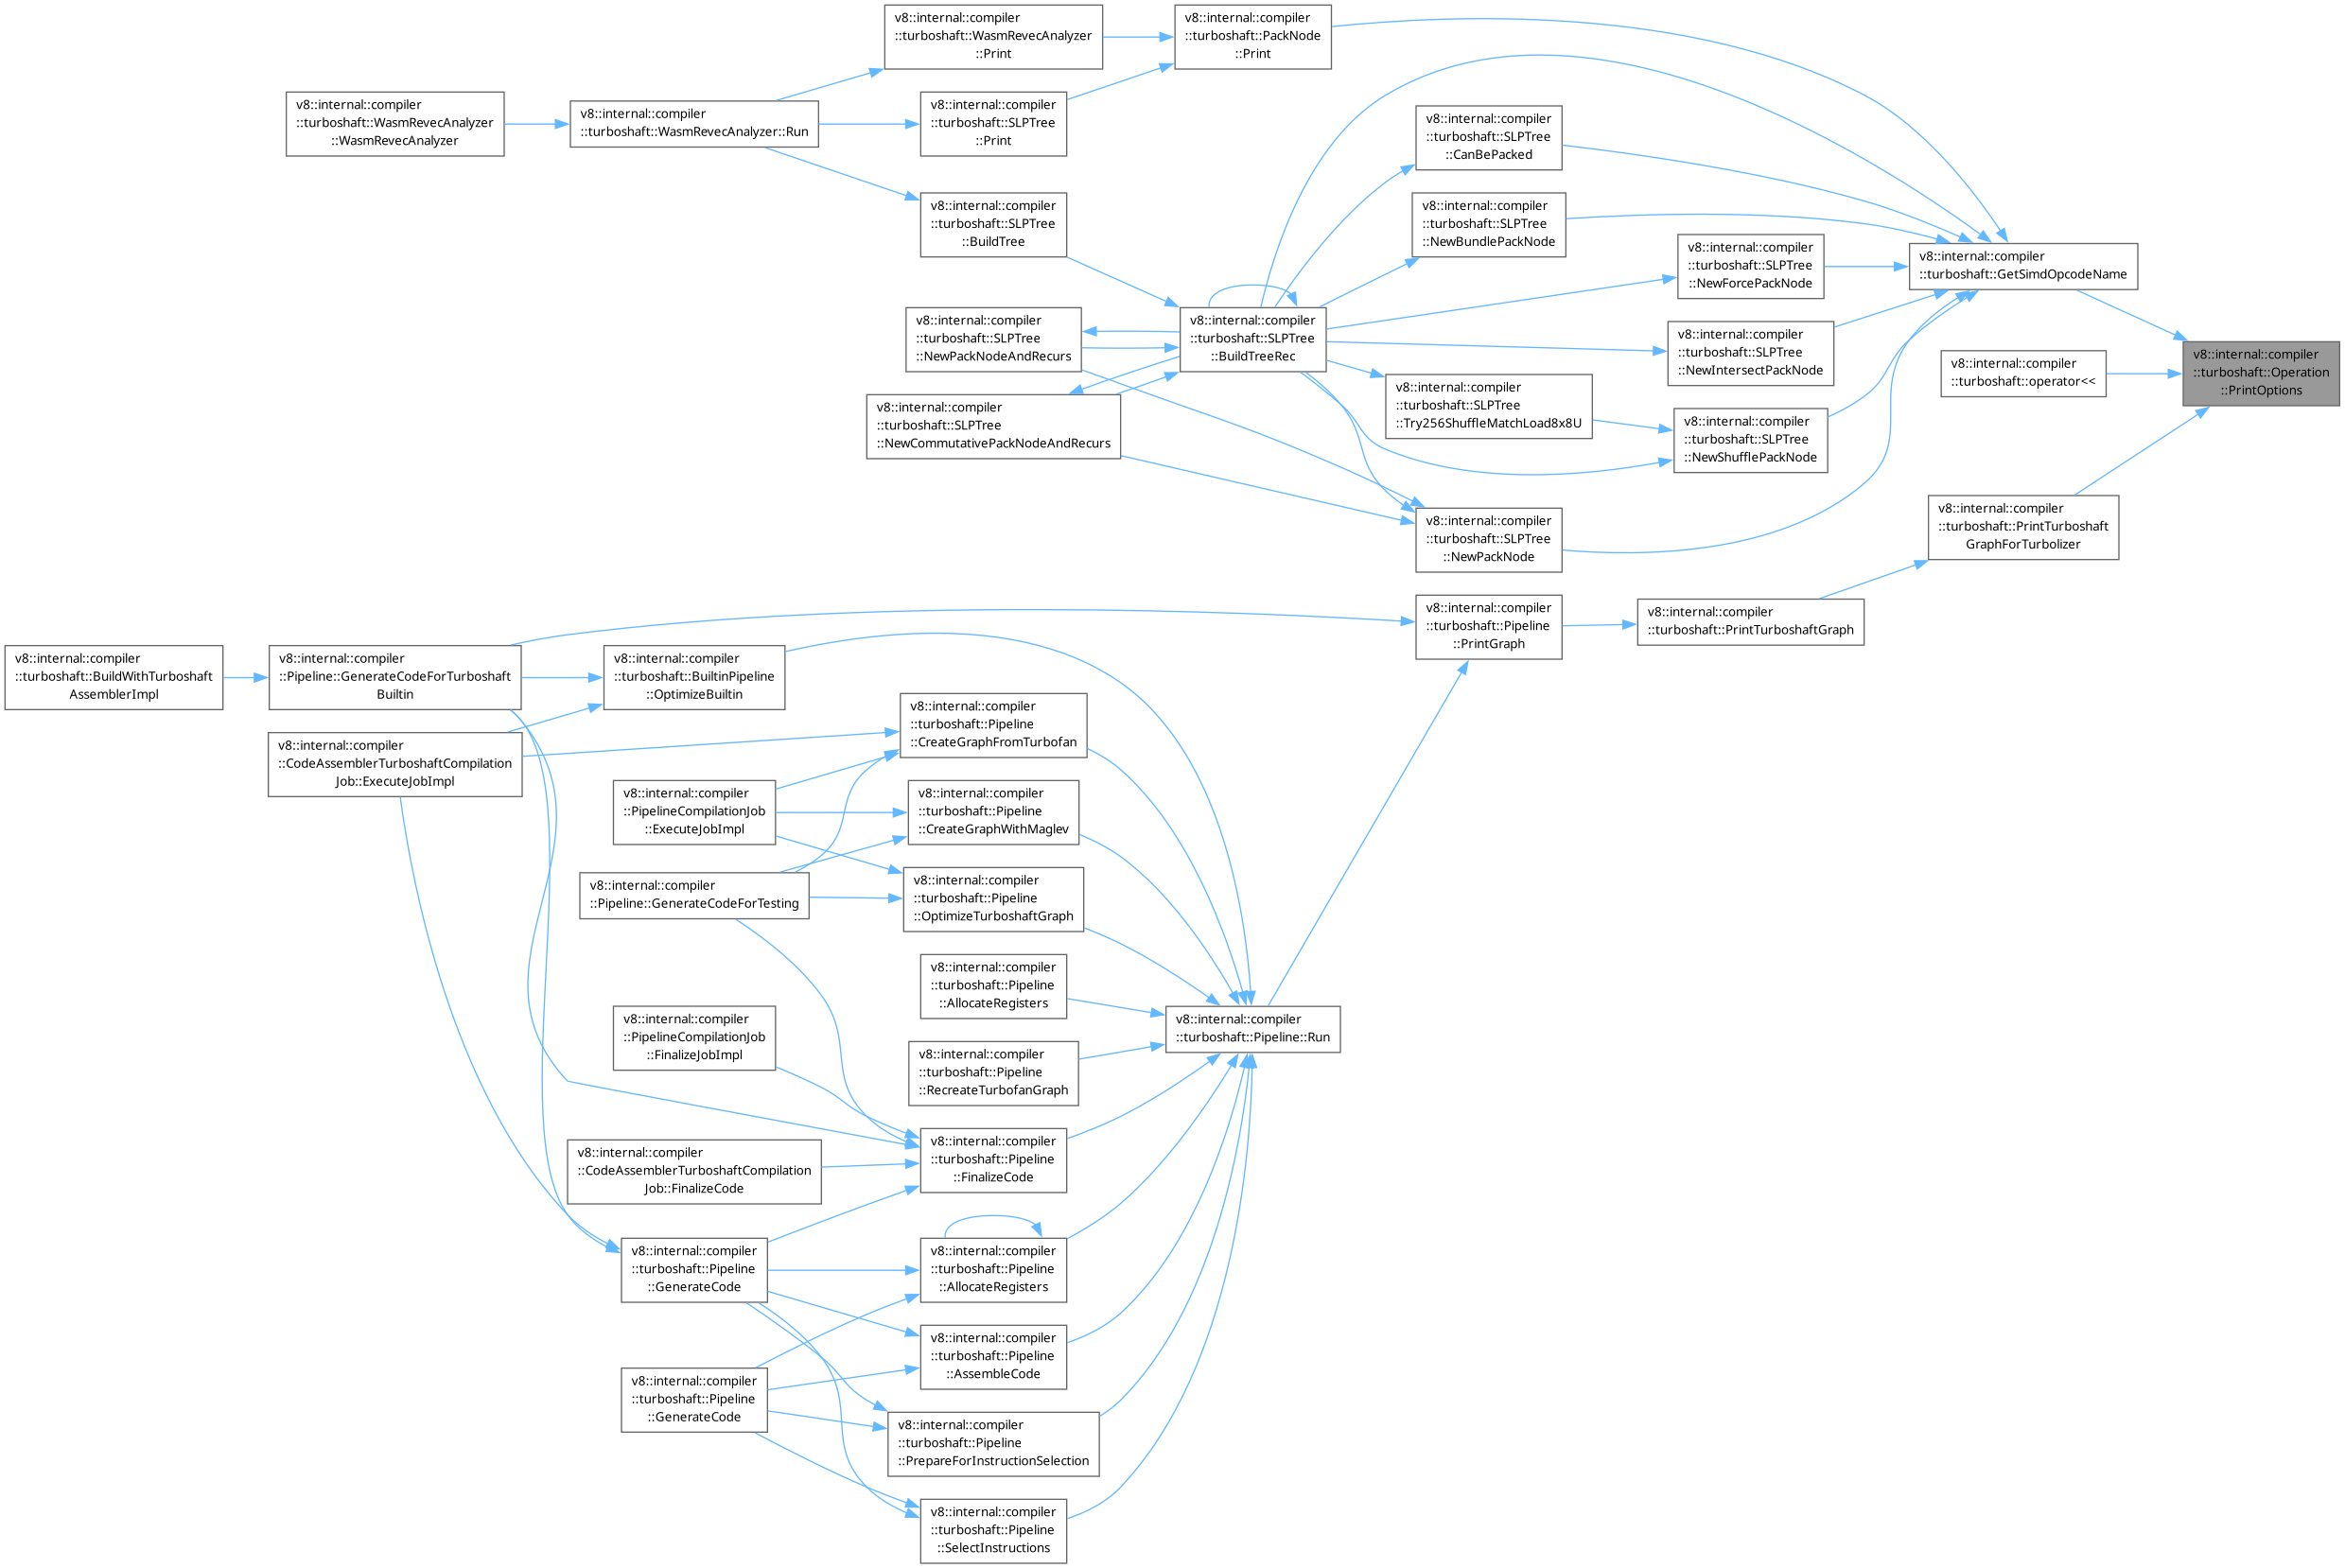 v8::internal::compiler
::turboshaft::WasmRevecAnalyzer
::Print
v8::internal::compiler
::turboshaft::PackNode
::Print
v8::internal::compiler
::turboshaft::WasmRevecAnalyzer
::WasmRevecAnalyzer
v8::internal::compiler
::turboshaft::WasmRevecAnalyzer::Run
v8::internal::compiler
::turboshaft::SLPTree
::Print
v8::internal::compiler
::turboshaft::SLPTree
::CanBePacked
v8::internal::compiler
::turboshaft::SLPTree
::BuildTree
v8::internal::compiler
::turboshaft::SLPTree
::NewBundlePackNode
v8::internal::compiler
::turboshaft::SLPTree
::NewForcePackNode
v8::internal::compiler
::turboshaft::GetSimdOpcodeName
v8::internal::compiler
::turboshaft::SLPTree
::NewPackNodeAndRecurs
v8::internal::compiler
::turboshaft::SLPTree
::BuildTreeRec
v8::internal::compiler
::turboshaft::SLPTree
::NewIntersectPackNode
v8::internal::compiler
::turboshaft::operator<<
v8::internal::compiler
::turboshaft::Operation
::PrintOptions
v8::internal::compiler
::turboshaft::SLPTree
::NewCommutativePackNodeAndRecurs
v8::internal::compiler
::turboshaft::SLPTree
::Try256ShuffleMatchLoad8x8U
v8::internal::compiler
::turboshaft::SLPTree
::NewShufflePackNode
v8::internal::compiler
::turboshaft::SLPTree
::NewPackNode
v8::internal::compiler
::turboshaft::PrintTurboshaft
GraphForTurbolizer
v8::internal::compiler
::turboshaft::Pipeline
::PrintGraph
v8::internal::compiler
::turboshaft::PrintTurboshaftGraph
v8::internal::compiler
::turboshaft::BuildWithTurboshaft
AssemblerImpl
v8::internal::compiler
::Pipeline::GenerateCodeForTurboshaft
Builtin
v8::internal::compiler
::turboshaft::BuiltinPipeline
::OptimizeBuiltin
v8::internal::compiler
::turboshaft::Pipeline
::CreateGraphFromTurbofan
v8::internal::compiler
::CodeAssemblerTurboshaftCompilation
Job::ExecuteJobImpl
v8::internal::compiler
::PipelineCompilationJob
::ExecuteJobImpl
v8::internal::compiler
::turboshaft::Pipeline
::CreateGraphWithMaglev
v8::internal::compiler
::Pipeline::GenerateCodeForTesting
v8::internal::compiler
::turboshaft::Pipeline
::OptimizeTurboshaftGraph
v8::internal::compiler
::turboshaft::Pipeline
::AllocateRegisters
v8::internal::compiler
::PipelineCompilationJob
::FinalizeJobImpl
v8::internal::compiler
::turboshaft::Pipeline::Run
v8::internal::compiler
::turboshaft::Pipeline
::RecreateTurbofanGraph
v8::internal::compiler
::turboshaft::Pipeline
::FinalizeCode
v8::internal::compiler
::CodeAssemblerTurboshaftCompilation
Job::FinalizeCode
v8::internal::compiler
::turboshaft::Pipeline
::GenerateCode
v8::internal::compiler
::turboshaft::Pipeline
::AllocateRegisters
v8::internal::compiler
::turboshaft::Pipeline
::AssembleCode
v8::internal::compiler
::turboshaft::Pipeline
::GenerateCode
v8::internal::compiler
::turboshaft::Pipeline
::PrepareForInstructionSelection
v8::internal::compiler
::turboshaft::Pipeline
::SelectInstructions